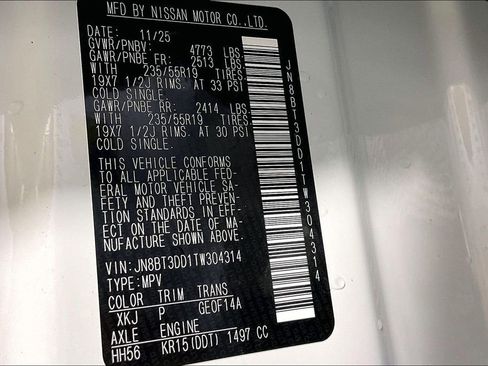 MFD BY NISSAN MOTOR CO.,LTD.
DATE: 11/25
GVWR/PNBV: 4773 LBS.
GAWR/PNBE FR: 2513 LBS.
WITH 235/55R19 TIRES
19X7 1/2J RIMS. AT 33 PSI
COLD SINGLE.
GAWR/PNBE RR: 2414 LBS.
WITH 235/55R19 TIRES
19X7 1/2J RIMS. AT 30 PSI
COLD SINGLE.
THIS VEHICLE CONFORMS
TO ALL APPLICABLE FED-
ERAL MOTOR VEHICLE SA-
FETY AND THEFT PREVEN-
TION STANDARDS IN EFF-
ECT ON THE DATE OF MA-
NUFACTURE SHOWN ABOVE.
VIN: JN8BT3DD1TW304314
TYPE: MPV
COLOR TRIM TRANS
XKJ P GE0F14A
AXLE ENGINE
HH56 KR15(DDT) 1497 CC
JN8BT3DD1TW304314